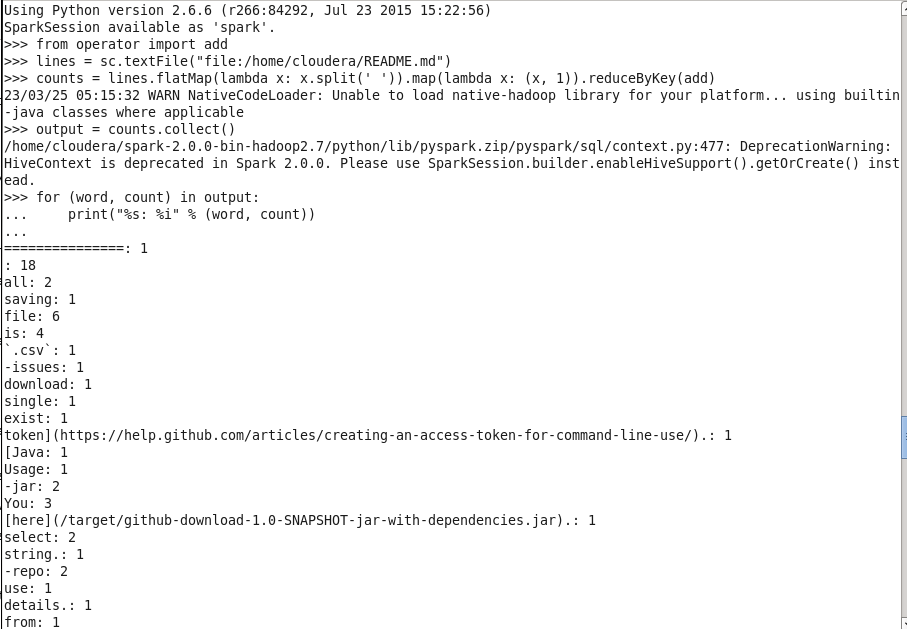 Using Python version 2.6.6 (r266:84292, Jul 23 2015 15:22:56)
SparkSession available as 'spark'.
>>> from operator import add
>>> lines = sc.textFile("file:/home/cloudera/README.md")
>>> counts = lines.flatMap(lambda x: x.split(' ')).map(lambda x: (x, 1)).reduceByKey(add)
23/03/25 05:15:32 WARN NativeCodeLoader: Unable to load native-hadoop library for your platform... using builtin
-java classes where applicable
>>> output = counts.collect()
/home/cloudera/spark-2.0.0-bin-hadoop2.7/python/lib/pyspark.zip/pyspark/sql/context.py:477: DeprecationWarning:
HiveContext is deprecated in Spark 2.0.0. Please use SparkSession.builder.enableHiveSupport().getOrCreate() inst
ead.
>>> for (word, count) in output:
...     print("%s: %i" % (word, count))
...
===============: 1
: 18
all: 2
saving: 1
file: 6
is: 4
`.csv`: 1
-issues: 1
download: 1
single: 1
exist: 1
token](https://help.github.com/articles/creating-an-access-token-for-command-line-use/).: 1
[Java: 1
Usage: 1
-jar: 2
You: 3
[here](/target/github-download-1.0-SNAPSHOT-jar-with-dependencies.jar).: 1
select: 2
string.: 1
-repo: 2
use: 1
details.: 1
from: 1